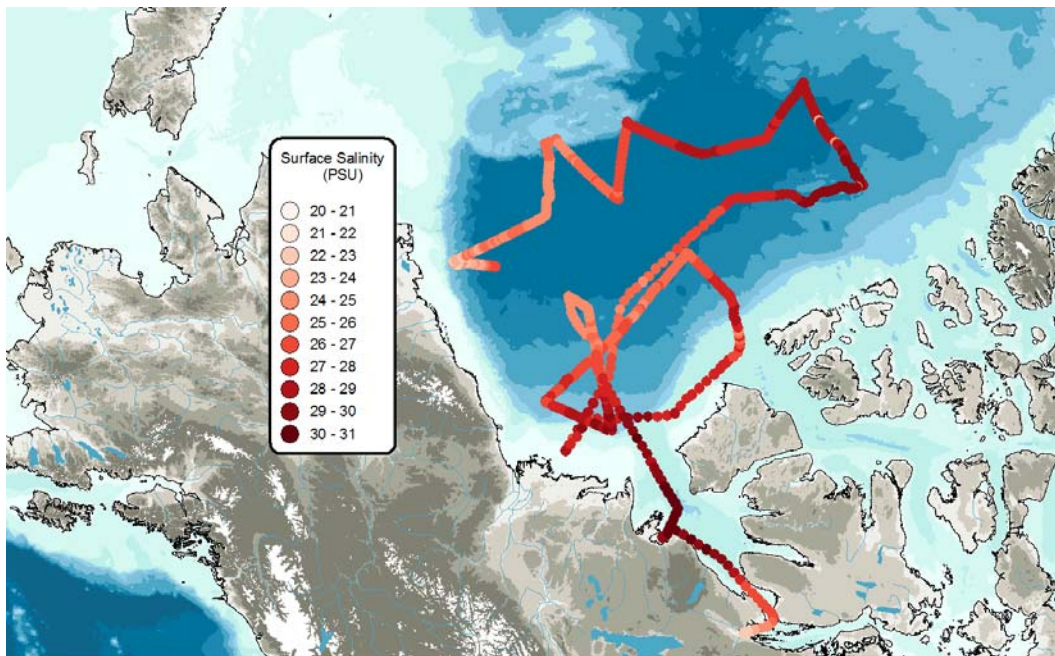 Surface Salinity
(PSU)
20 - 21
21 - 22
22 - 23
23 - 24
24 - 25
25 - 26
26 - 27
27 - 28
28 - 29
29 - 30
30 - 31